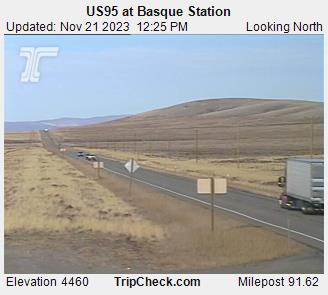 US95 at Basque Station
Updated: Nov 21 2023 12:25 PM Looking North
Elevation 4460 TripCheck.com Milepost 91.62